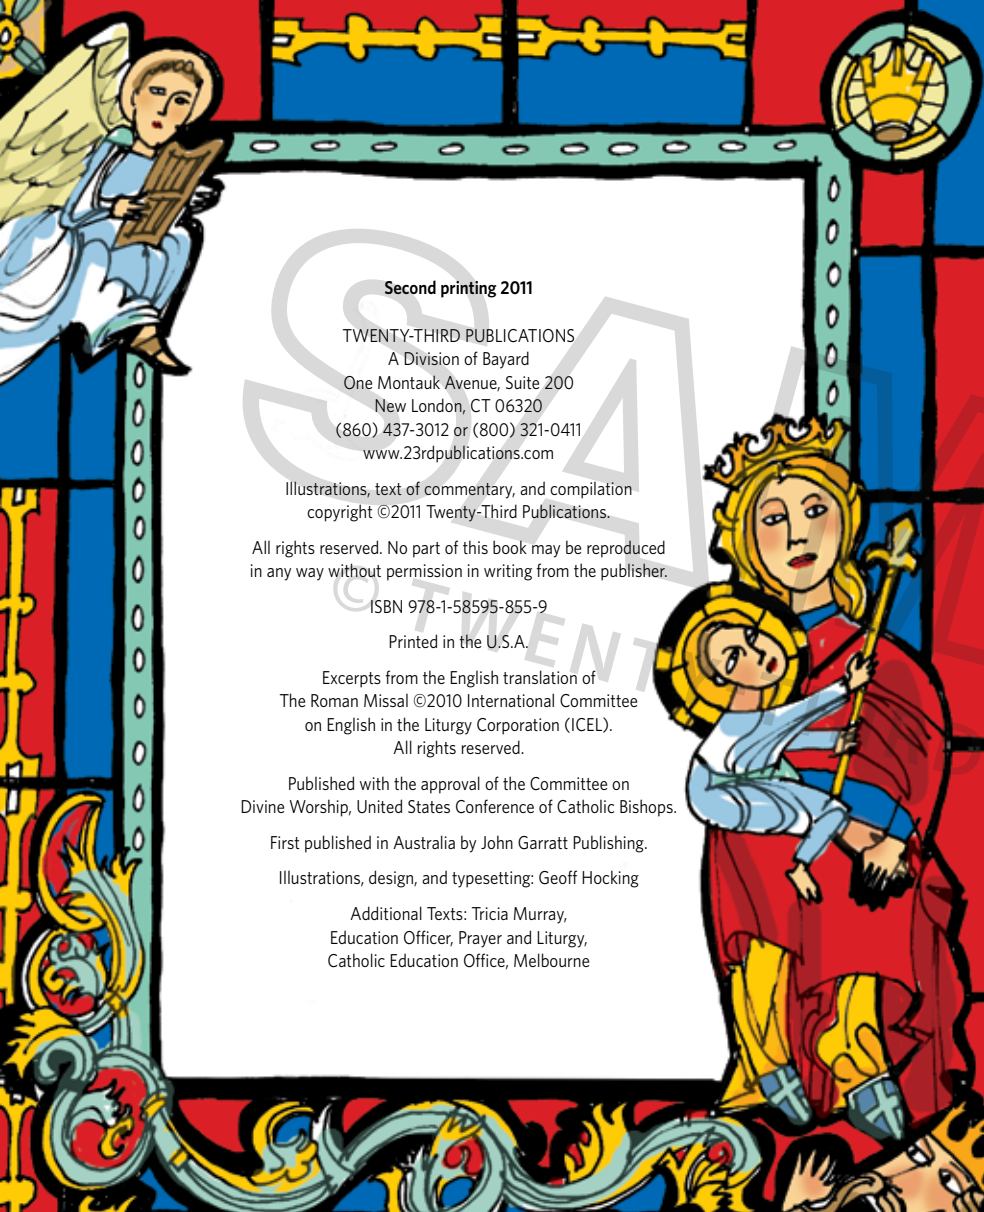 Second printing 2011
TWENTY-THIRD PUBLICATIONS
A Division of Bayard
One Montauk Avenue, Suite 200
New London, CT 06320
(860) 437-3012 or (800) 321-0411
www.23rdpublications.com
Illustrations, text of commentary, and compilation
copyright ©2011 Twenty-Third Publications.
All rights reserved. No part of this book may be reproduced
in any way without permission in writing from the publisher.
ISBN 978-1-58595-855-9
Printed in the U.S.A.
Excerpts from the English translation of
The Roman Missal ©2010 International Committee
on English in the Liturgy Corporation (ICEL).
All rights reserved.
Published with the approval of the Committee on
Divine Worship, United States Conference of Catholic Bishops.
First published in Australia by John Garratt Publishing.
Illustrations, design, and typesetting: Geoff Hocking
Additional Texts: Tricia Murray,
Education Officer, Prayer and Liturgy,
Catholic Education Office, Melbourne
SAM
© TWENT